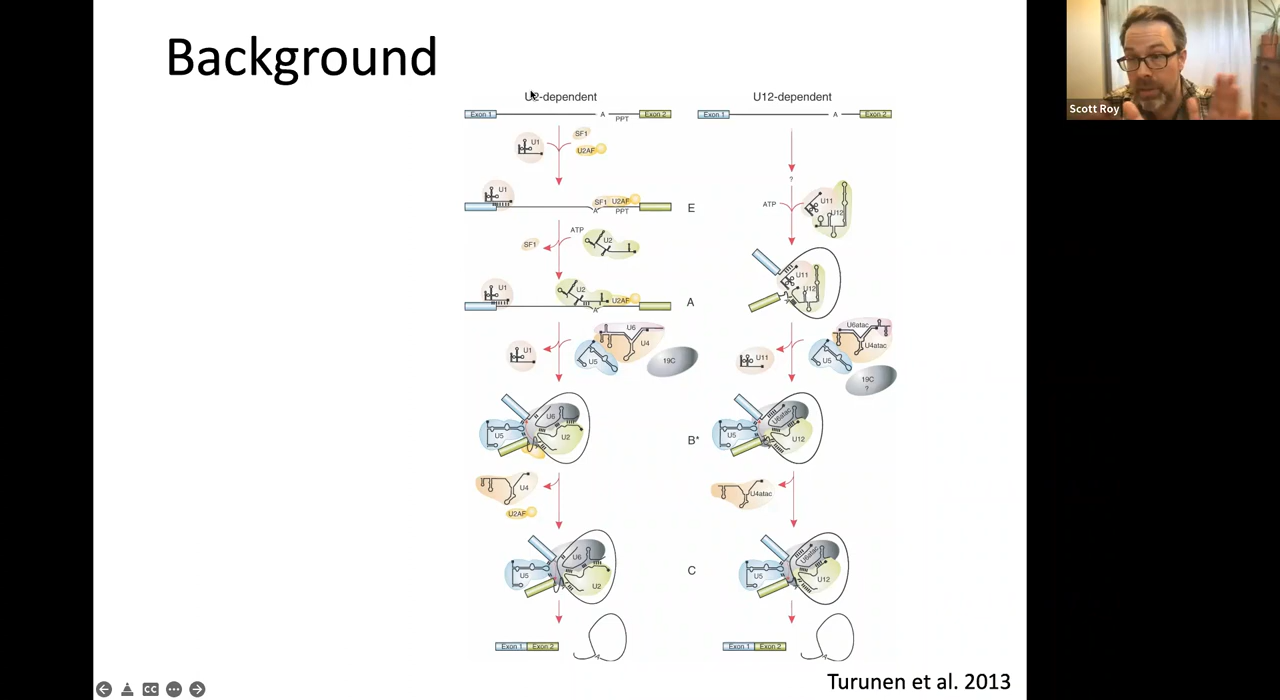 Background
Scott Roy
U2-dependent
U12-dependent
Exon 1
A
PPT
Exon 2
Exon 1
A
Exon 2
U1
SF1
U2AF
?
U1
SF1
U2AF
A
PPT
E
ATP
U11
U12
SF1
ATP
U2
U1
U2
U2AF
A
A
U11
U12
U1
U6
U4
U5
19C
U11
U6atac
U4atac
U5
19C
?
U5
U6
U2
B*
U5
U6atac
U12
U4
U2AF
U4atac
U5
U6
U2
C
U5
U6atac
U12
Exon 1
Exon 2
A
Exon 1
Exon 2
A
CC
Turunen et al. 2013